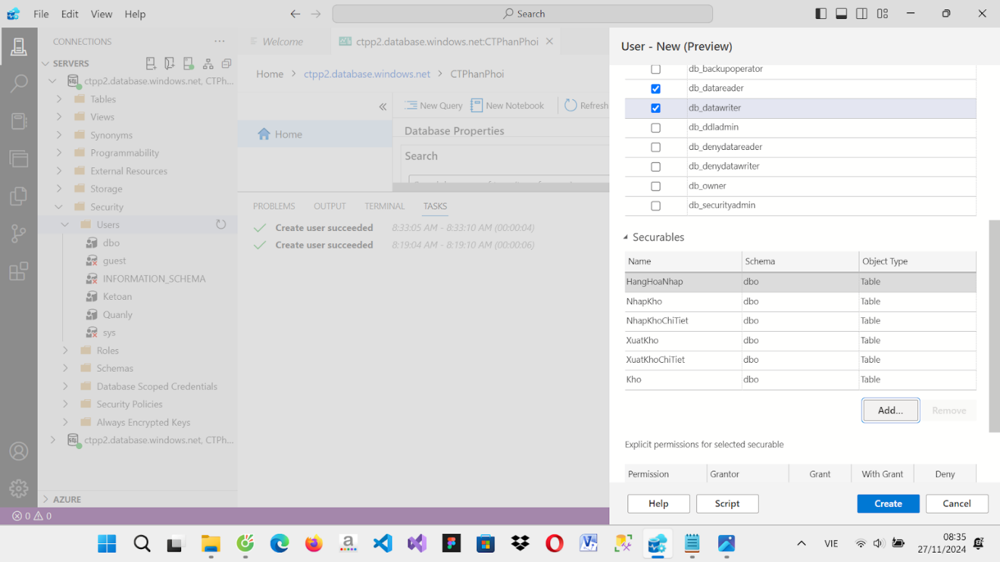 File Edit View Help
Search
CONNECTIONS
SERVERS
ctpp2.database.windows.net, CTPh...
Tables
Views
Synonyms
Programmability
External Resources
Storage
Security
Users
dbo
guest
INFORMATION_SCHEMA
Ketoan
Quanly
sys
Roles
Schemas
Database Scoped Credentials
Security Policies
Always Encrypted Keys
ctpp2.database.windows.net, CTPh...
AZURE
0 0
Welcome ctpp2.database.windows.net:CTPhanPhoi
Home ctpp2.database.windows.net CTPhanPhoi
New Query New Notebook Refresh
Home
Database Properties
Search
PROBLEMS OUTPUT TERMINAL TASKS
Create user succeeded 8:33:05 AM - 8:33:10 AM (00:00:04)
Create user succeeded 8:19:04 AM - 8:19:10 AM (00:00:06)
User - New (Preview)
db_backupoperator
db_datareader
db_datawriter
db_ddladmin
db_denydatareader
db_denydatawriter
db_owner
db_securityadmin
Securables
Name Schema Object Type
HangHoaNhap dbo Table
NhapKho dbo Table
NhapKhoChiTiet dbo Table
XuatKho dbo Table
XuatKhoChiTiet dbo Table
Kho dbo Table
Add... Remove
Explicit permissions for selected securable
Permission Grantor Grant With Grant Deny
Help Script Create Cancel
VIE
08:35
27/11/2024